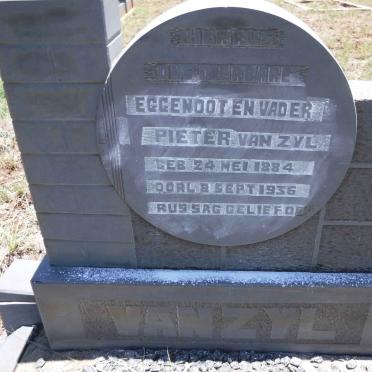 EGGENOOT EN VADER
PIETER VAN ZYL
GEB 24 MEI 1884
OORL 8 SEPT 1936
RUS SAG GELIEFDE
VAN ZYL